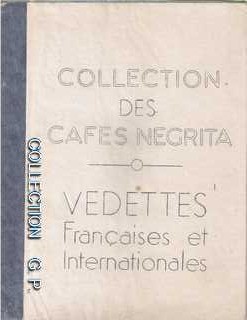 COLLECTION
DES
CAFES NEGRITA
VEDETTES
Françaises et
Internationales
COLLECTION G P.